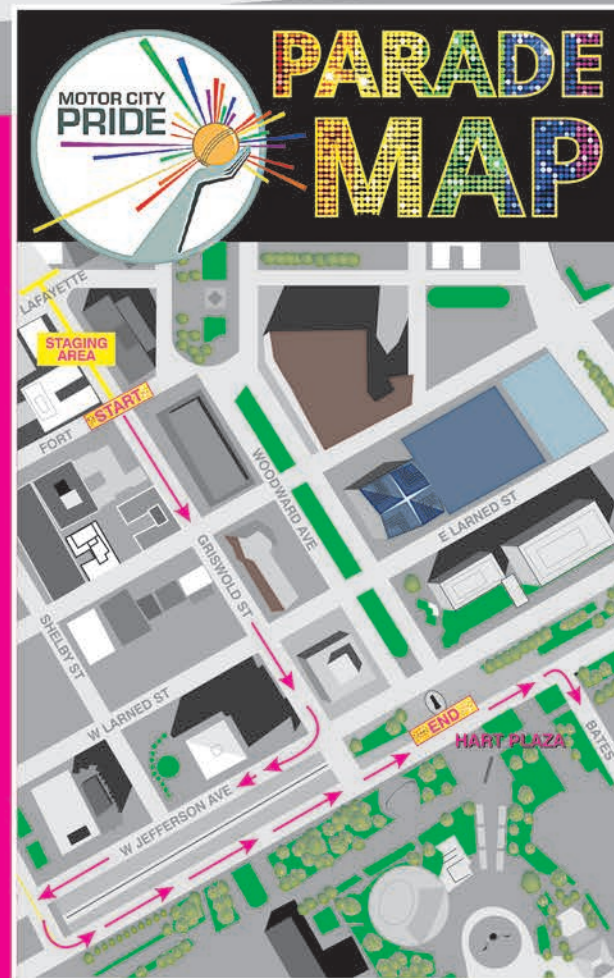 MOTOR CITY
PRIDE
PARADE
MAP
LAFAYETTE
STAGING
AREA
START
FORT
WOODWARD AVE
E LARNED ST
GRISWOLD ST
SHELBY ST
W LARNED ST
END
HART PLAZA
BATES
W JEFFERSON AVE